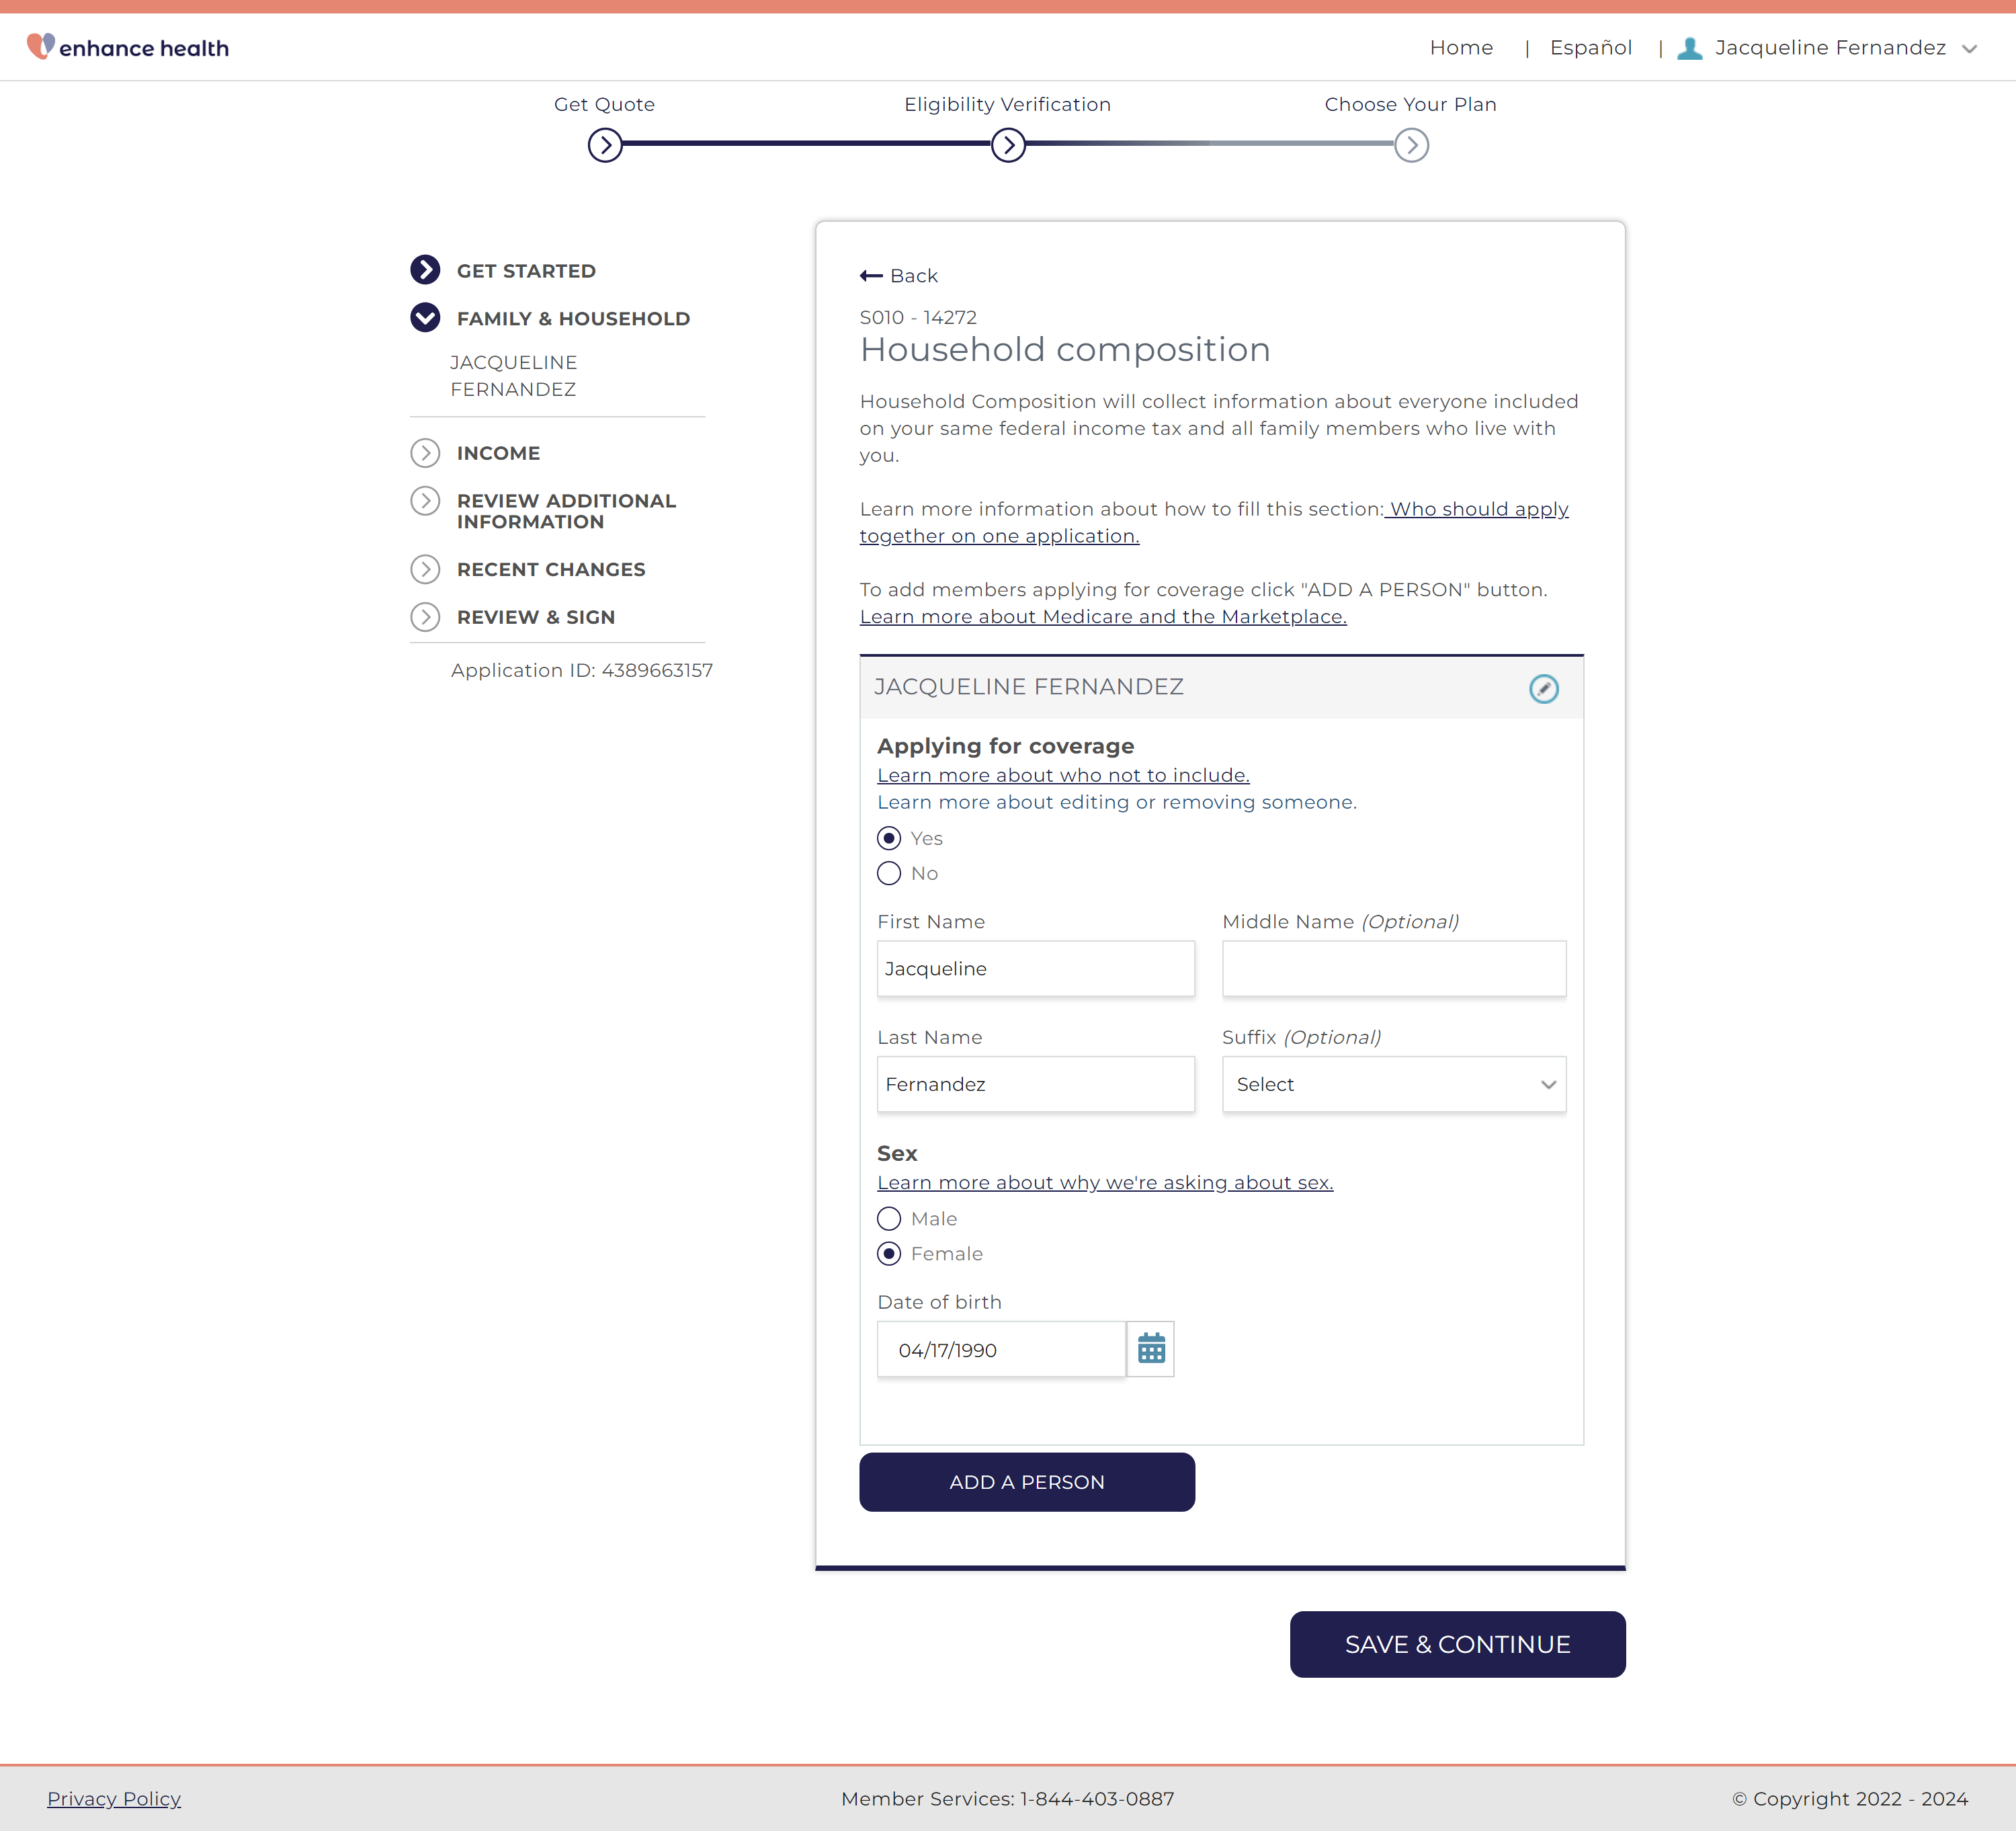 enhance health
Home | Español | Jacqueline Fernandez
Get Quote
Eligibility Verification
Choose Your Plan
GET STARTED
FAMILY & HOUSEHOLD
JACQUELINE
FERNANDEZ
INCOME
REVIEW ADDITIONAL
INFORMATION
RECENT CHANGES
REVIEW & SIGN
Application ID: 4389663157
Back
S010 - 14272
Household composition
Household Composition will collect information about everyone included
on your same federal income tax and all family members who live with
you.
Learn more information about how to fill this section: Who should apply
together on one application.
To add members applying for coverage click "ADD A PERSON" button.
Learn more about Medicare and the Marketplace.
JACQUELINE FERNANDEZ
Applying for coverage
Learn more about who not to include.
Learn more about editing or removing someone.
Yes
No
First Name
Middle Name (Optional)
Jacqueline
Last Name
Suffix (Optional)
Fernandez
Select
Sex
Learn more about why we're asking about sex.
Male
Female
Date of birth
04/17/1990
ADD A PERSON
SAVE & CONTINUE
Privacy Policy
Member Services: 1-844-403-0887
© Copyright 2022 - 2024